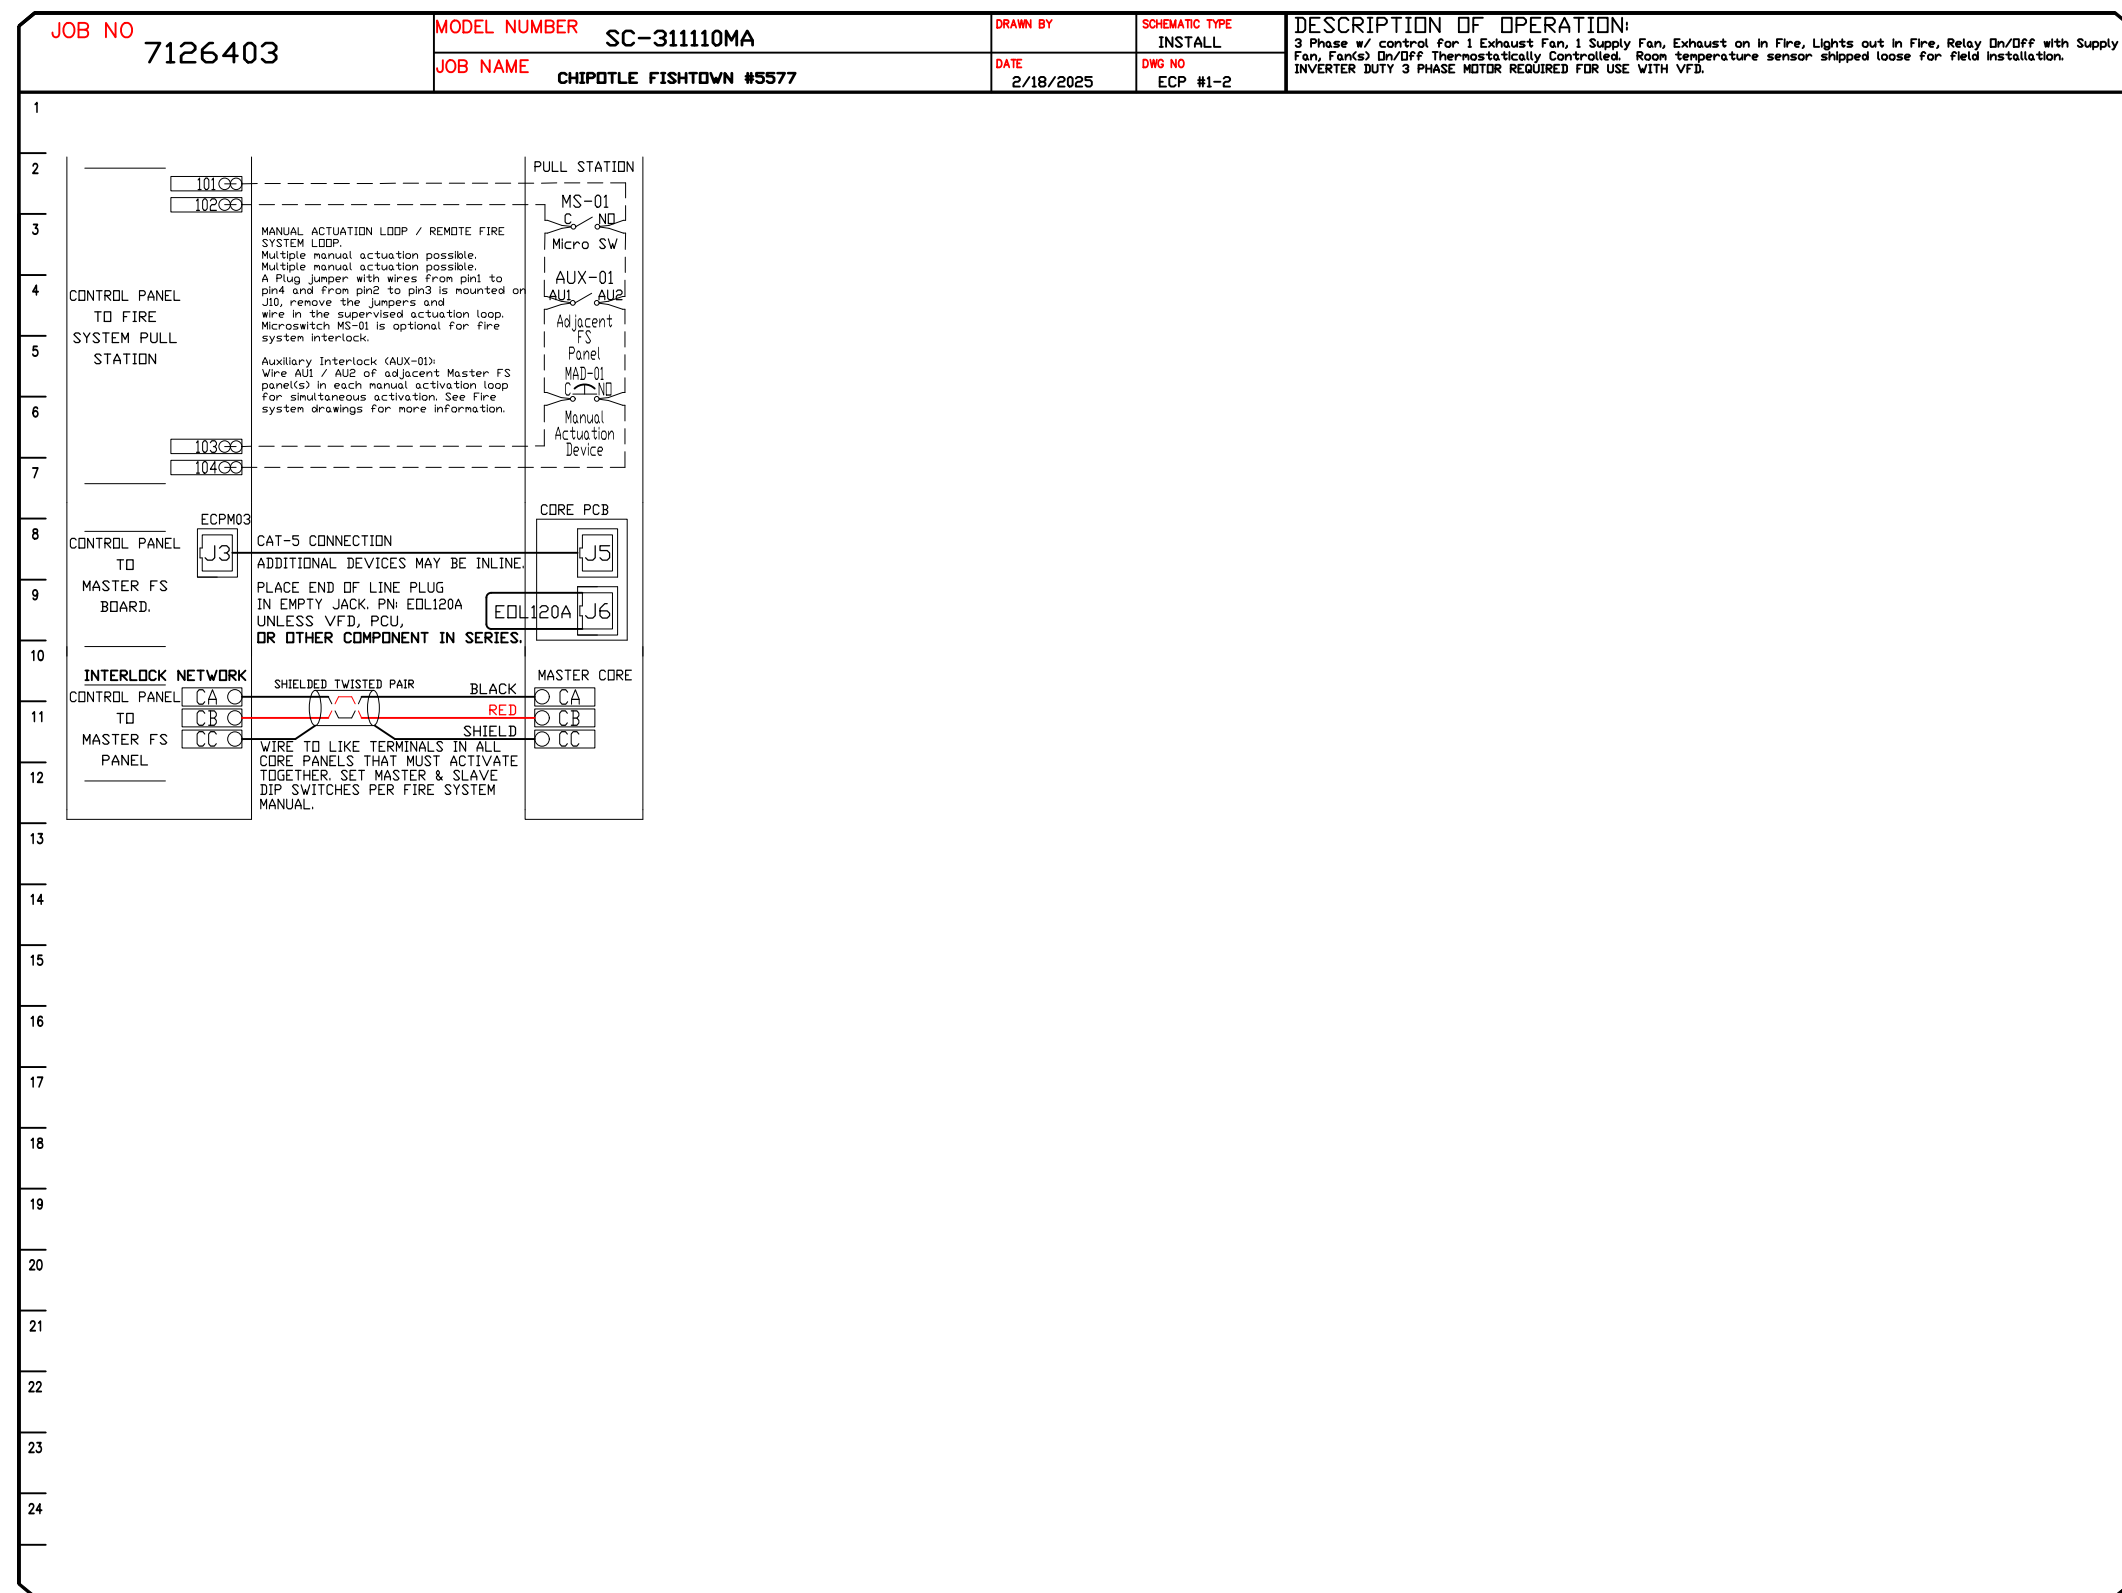 JOB NO
7126403
MODEL NUMBER
SC-311110MA
JOB NAME
CHIPOTLE FISHTOWN #5577
DRAWN BY
DATE
2/18/2025
SCHEMATIC TYPE
INSTALL
DWG NO
ECP #1-2
DESCRIPTION OF OPERATION:
3 Phase w/ control for 1 Exhaust Fan, 1 Supply Fan, Exhaust on in Fire, Lights out in Fire, Relay On/Off with Supply
Fan, Fan(s) On/Off Thermostatically Controlled. Room temperature sensor shipped loose for field installation.
INVERTER DUTY 3 PHASE MOTOR REQUIRED FOR USE WITH VFD.
1
2
3
4
5
6
7
8
9
10
11
12
13
14
15
16
17
18
19
20
21
22
23
24
CONTROL PANEL
TO FIRE
SYSTEM PULL
STATION
101
102
103
104
MANUAL ACTUATION LOOP / REMOTE FIRE
SYSTEM LOOP.
Multiple manual actuation possible.
Multiple manual actuation possible.
A Plug jumper with wires from pin1 to
pin4 and from pin2 to pin3 is mounted on
J10, remove the jumpers and
wire in the supervised actuation loop.
Microswitch MS-01 is optional for fire
system interlock.
Auxiliary Interlock (AUX-01):
Wire AU1 / AU2 of adjacent Master FS
panel(s) in each manual activation loop
for simultaneous activation. See Fire
system drawings for more information.
PULL STATION
MS-01
C NO
Micro SW
AUX-01
AU1 AU2
Adjacent
FS
Panel
MAD-01
C NO
Manual
Actuation
Device
CONTROL PANEL
TO
MASTER FS
BOARD.
ECPM03
J3
CAT-5 CONNECTION
ADDITIONAL DEVICES MAY BE INLINE.
PLACE END OF LINE PLUG
IN EMPTY JACK. PN: EOL120A
UNLESS VFD, PCU,
OR OTHER COMPONENT IN SERIES.
CORE PCB
J5
EOL120A
J6
INTERLOCK NETWORK
CONTROL PANEL
TO
MASTER FS
PANEL
CA
CB
CC
SHIELDED TWISTED PAIR
BLACK
RED
SHIELD
MASTER CORE
CA
CB
CC
WIRE TO LIKE TERMINALS IN ALL
CORE PANELS THAT MUST ACTIVATE
TOGETHER. SET MASTER & SLAVE
DIP SWITCHES PER FIRE SYSTEM
MANUAL.